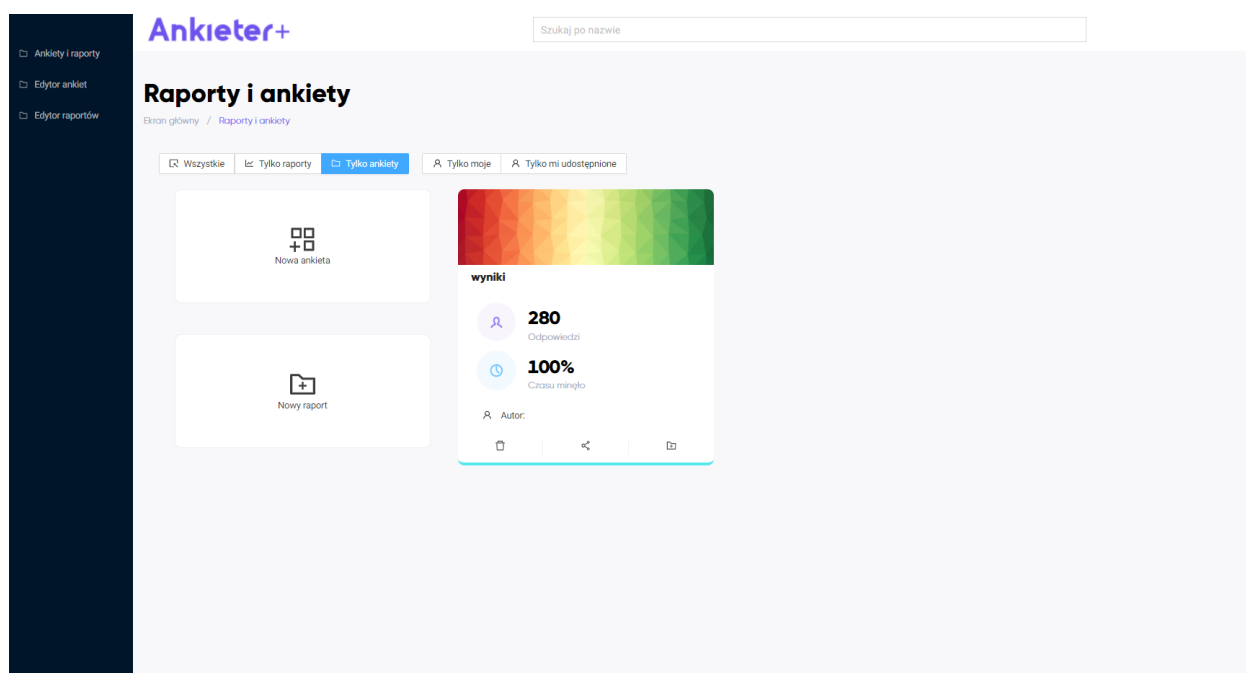 Ankieter+
Szukaj po nazwie
Ankiety i raporty
Edytor ankiet
Edytor raportów
Raporty i ankiety
Ekran główny / Raporty i ankiety
Wszystkie Tylko raporty Tylko ankiety Tylko moje Tylko mi udostępnione
Nowa ankieta
Nowy raport
wyniki
280
Odpowiedzi
100%
Czasu minęło
Autor: